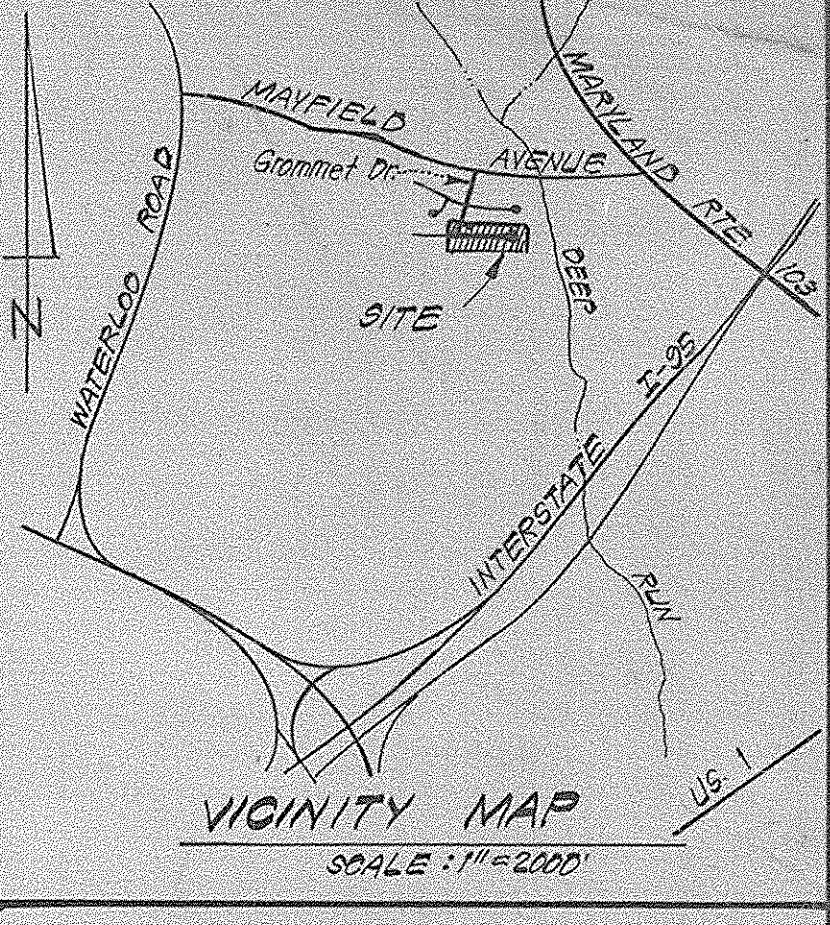 MAYFIELD
AVENUE
Grommet Dr.
MARYLAND RTE 103
WATERLOO ROAD
N
SITE
DEEP
INTERSTATE I-95
RUN
U.S. 1
VICINITY MAP
SCALE : 1" = 2000'